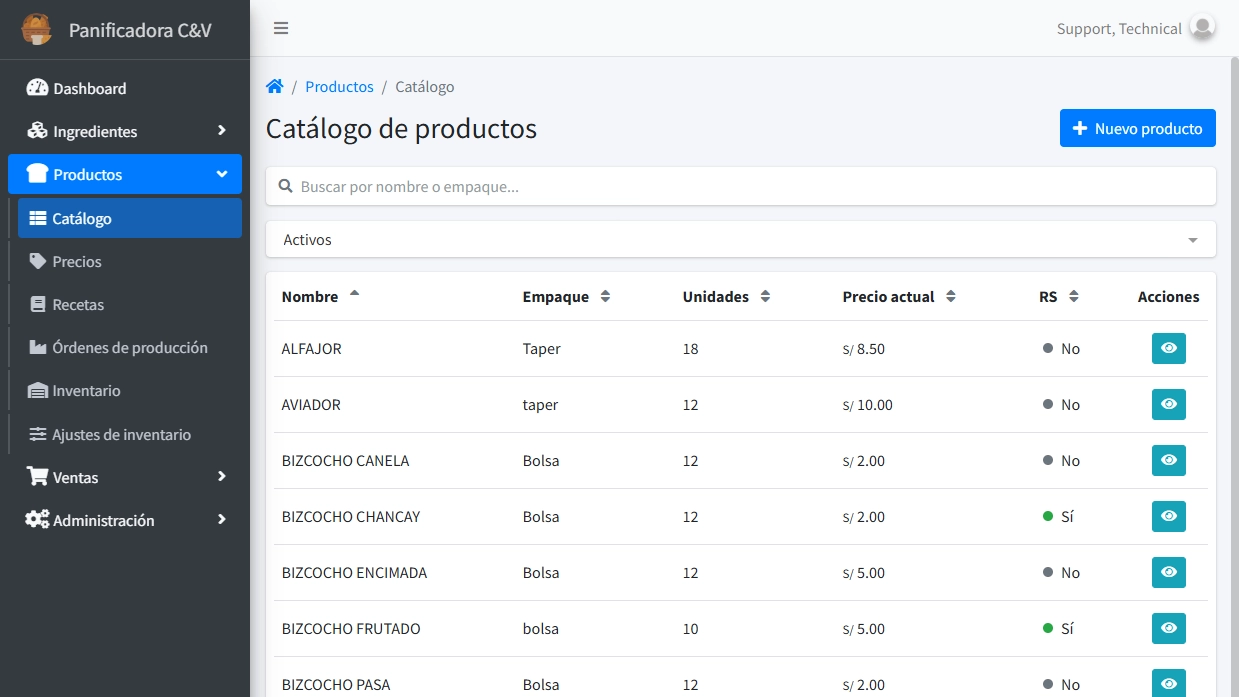 Panificadora C&V
Support, Technical
Dashboard
Ingredientes
Productos
Catálogo
Precios
Recetas
Órdenes de producción
Inventario
Ajustes de inventario
Ventas
Administración
/ Productos / Catálogo
Catálogo de productos
Nuevo producto
Buscar por nombre o empaque...
Activos
Nombre Empaque Unidades Precio actual RS Acciones
ALFAJOR Taper 18 S/ 8.50 No
AVIADOR taper 12 S/ 10.00 No
BIZCOCHO CANELA Bolsa 12 S/ 2.00 No
BIZCOCHO CHANCAY Bolsa 12 S/ 2.00 Sí
BIZCOCHO ENCIMADA Bolsa 12 S/ 5.00 No
BIZCOCHO FRUTADO bolsa 10 S/ 5.00 Sí
BIZCOCHO PASA Bolsa 12 S/ 2.00 No